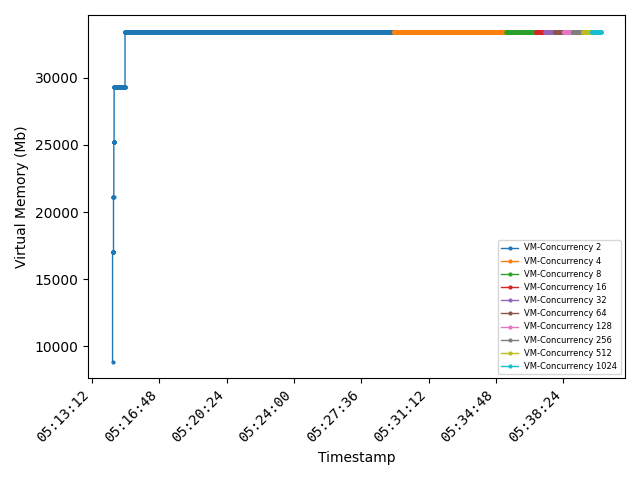 Virtual Memory (Mb)
30000
25000
20000
15000
10000
VM-Concurrency 2
VM-Concurrency 4
VM-Concurrency 8
VM-Concurrency 16
VM-Concurrency 32
VM-Concurrency 64
VM-Concurrency 128
VM-Concurrency 256
VM-Concurrency 512
VM-Concurrency 1024
05:13:12
05:16:48
05:20:24
05:24:00
05:27:36
05:31:12
05:34:48
05:38:24
Timestamp